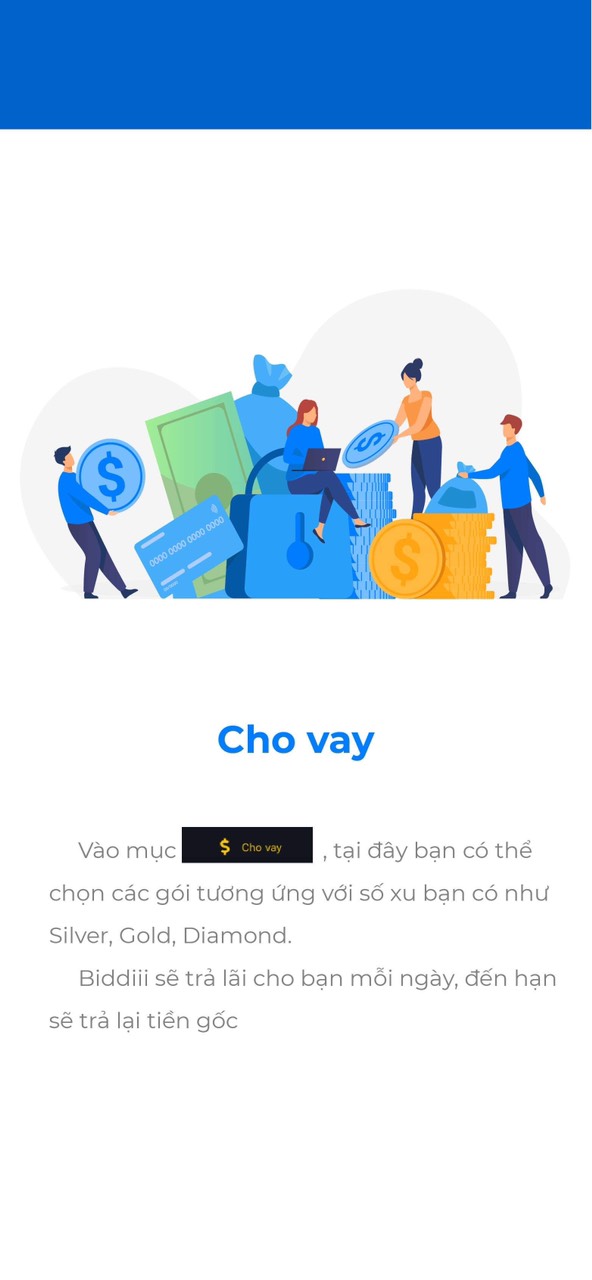 0000 0000 0000 0000
Cho vay
Vào mục $ Cho vay , tại đây bạn có thể
chọn các gói tương ứng với số xu bạn có như
Silver, Gold, Diamond.
Biddiii sẽ trả lãi cho bạn mỗi ngày, đến hạn
sẽ trả lại tiền gốc